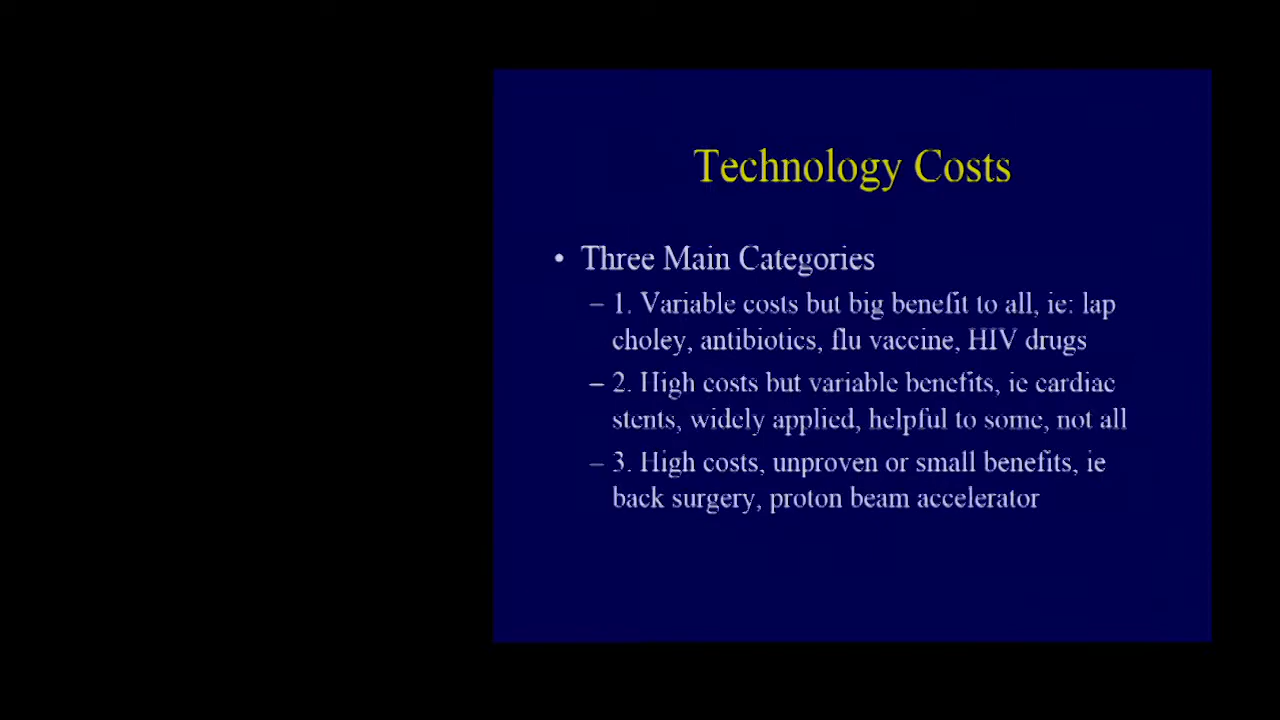 Technology Costs
• Three Main Categories
– 1. Variable costs but big benefit to all, ie: lap
choley, antibiotics, flu vaccine, HIV drugs
– 2. High costs but variable benefits, ie cardiac
stents, widely applied, helpful to some, not all
– 3. High costs, unproven or small benefits, ie
back surgery, proton beam accelerator